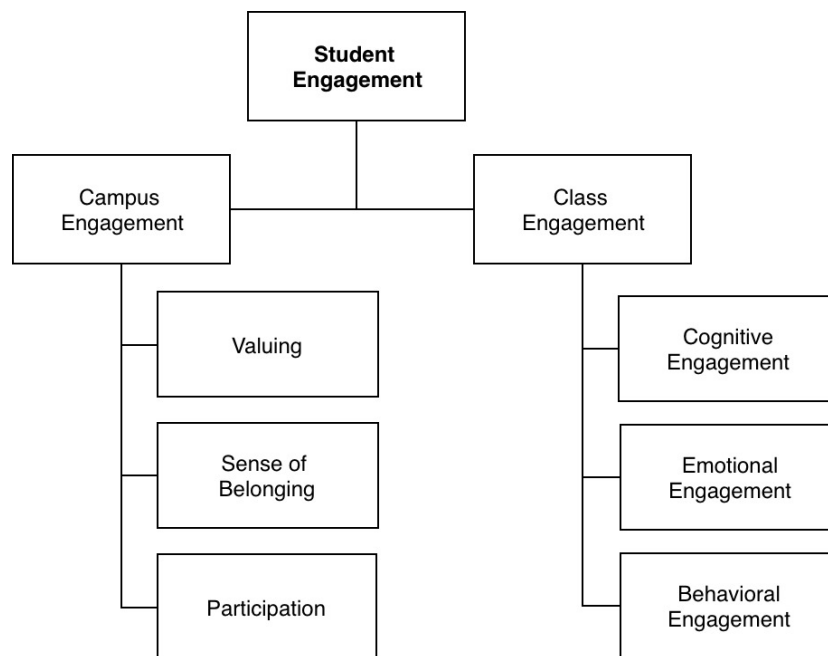 Student
Engagement
Campus
Engagement
Class
Engagement
Valuing
Sense of
Belonging
Participation
Cognitive
Engagement
Emotional
Engagement
Behavioral
Engagement